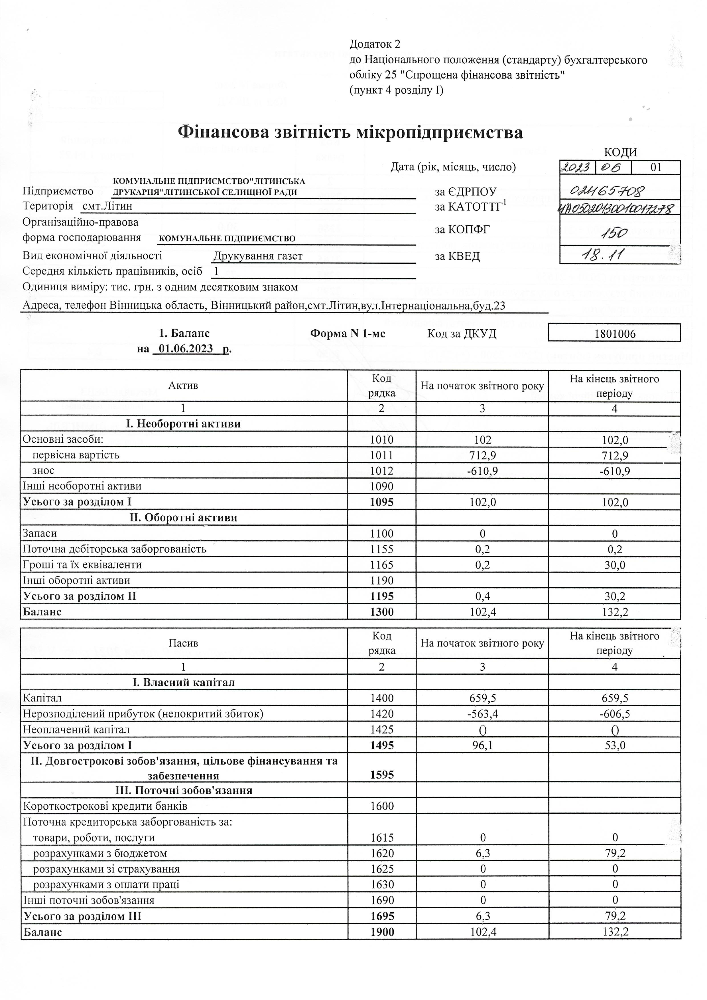 Додаток 2
до Національного положення (стандарту) бухгалтерського
обліку 25 "Спрощена фінансова звітність"
(пункт 4 розділу I)
Фінансова звітність мікропідприємства
КОДИ
Дата (рік, місяць, число) 2023 06 01
КОМУНАЛЬНЕ ПІДПРИЄМСТВО"ЛІТИНСЬКА
Підприємство ДРУКАРНЯ"ЛІТИНСЬКОЇ СЕЛИЩНОЇ РАДИ за ЄДРПОУ 02465708
Територія смт.Літин за КАТОТТГ1 UA05020130010017278
Організаційно-правова
форма господарювання КОМУНАЛЬНЕ ПІДПРИЄМСТВО за КОПФГ 150
Вид економічної діяльності Друкування газет за КВЕД 18.11
Середня кількість працівників, осіб 1
Одиниця виміру: тис. грн. з одним десятковим знаком
Адреса, телефон Вінницька область, Вінницький район,смт.Літин,вул.Інтернаціональна,буд.23
1. Баланс Форма N 1-мс Код за ДКУД 1801006
на 01.06.2023 р.
Актив Код рядка На початок звітного року На кінець звітного періоду
1 2 3 4
I. Необоротні активи
Основні засоби: 1010 102 102,0
первісна вартість 1011 712,9 712,9
знос 1012 -610,9 -610,9
Інші необоротні активи 1090
Усього за розділом I 1095 102,0 102,0
II. Оборотні активи
Запаси 1100 0 0
Поточна дебіторська заборгованість 1155 0,2 0,2
Гроші та їх еквіваленти 1165 0,2 30,0
Інші оборотні активи 1190
Усього за розділом II 1195 0,4 30,2
Баланс 1300 102,4 132,2
Пасив Код рядка На початок звітного року На кінець звітного періоду
1 2 3 4
I. Власний капітал
Капітал 1400 659,5 659,5
Нерозподілений прибуток (непокритий збиток) 1420 -563,4 -606,5
Неоплачений капітал 1425 () ()
Усього за розділом I 1495 96,1 53,0
II. Довгострокові зобов'язання, цільове фінансування та
забезпечення 1595
III. Поточні зобов'язання
Короткострокові кредити банків 1600
Поточна кредиторська заборгованість за:
товари, роботи, послуги 1615 0 0
розрахунками з бюджетом 1620 6,3 79,2
розрахунками зі страхування 1625 0 0
розрахунками з оплати праці 1630 0 0
Інші поточні зобов'язання 1690 0 0
Усього за розділом III 1695 6,3 79,2
Баланс 1900 102,4 132,2